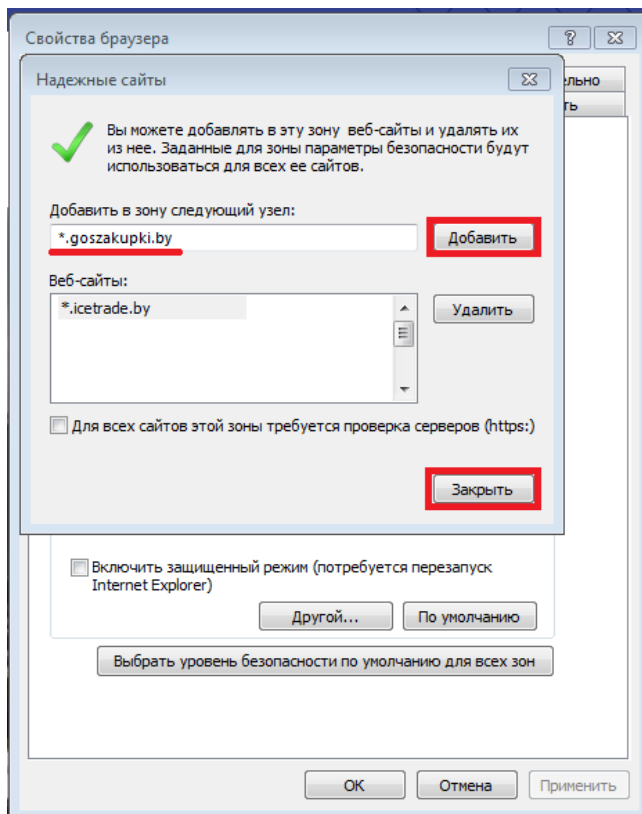 Свойства браузера
Надежные сайты
Вы можете добавлять в эту зону веб-сайты и удалять их
из нее. Заданные для зоны параметры безопасности будут
использоваться для всех ее сайтов.
Добавить в зону следующий узел:
*.goszakupki.by
Добавить
Веб-сайты:
*.icetrade.by
Удалить
Для всех сайтов этой зоны требуется проверка серверов (https:)
Закрыть
Включить защищенный режим (потребуется перезапуск
Internet Explorer)
Другой...
По умолчанию
Выбрать уровень безопасности по умолчанию для всех зон
ОК
Отмена
Применить